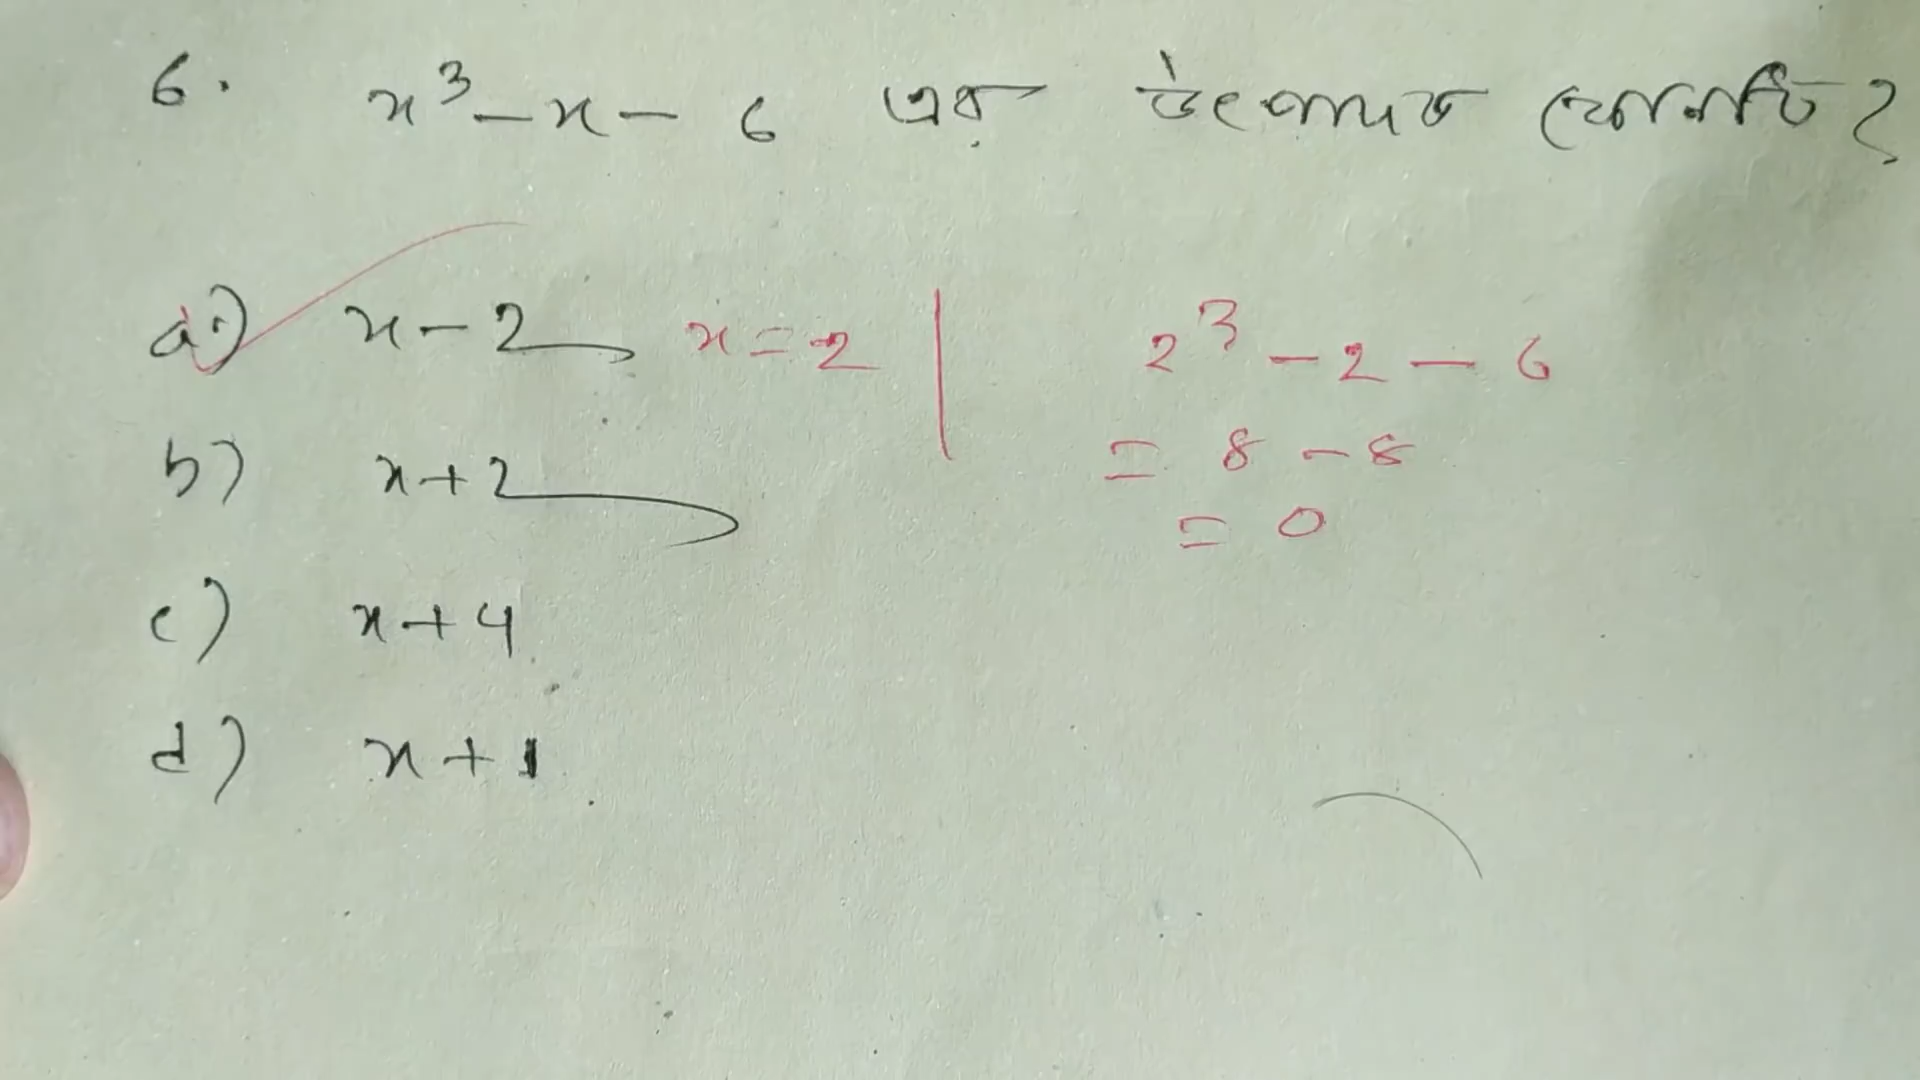 6. x³ - x - 6 এর উৎপাদক কোনটি?
a) x - 2 x = 2 | 2³ - 2 - 6
= 8 - 8
= 0
b) x + 2
c) x + 4
d) x + 1